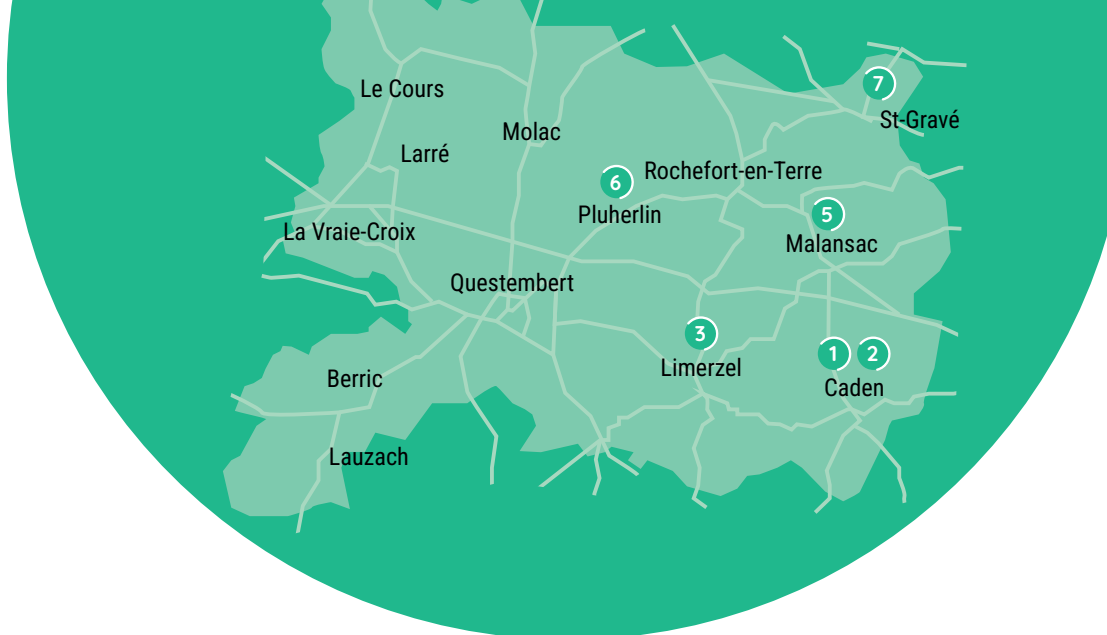 Le Cours
7
St-Gravé
Molac
Larré
Rochefort-en-Terre
6
Pluherlin
5
Malansac
La Vraie-Croix
Questembert
3
Limerzel
1 2
Caden
Berric
Lauzach